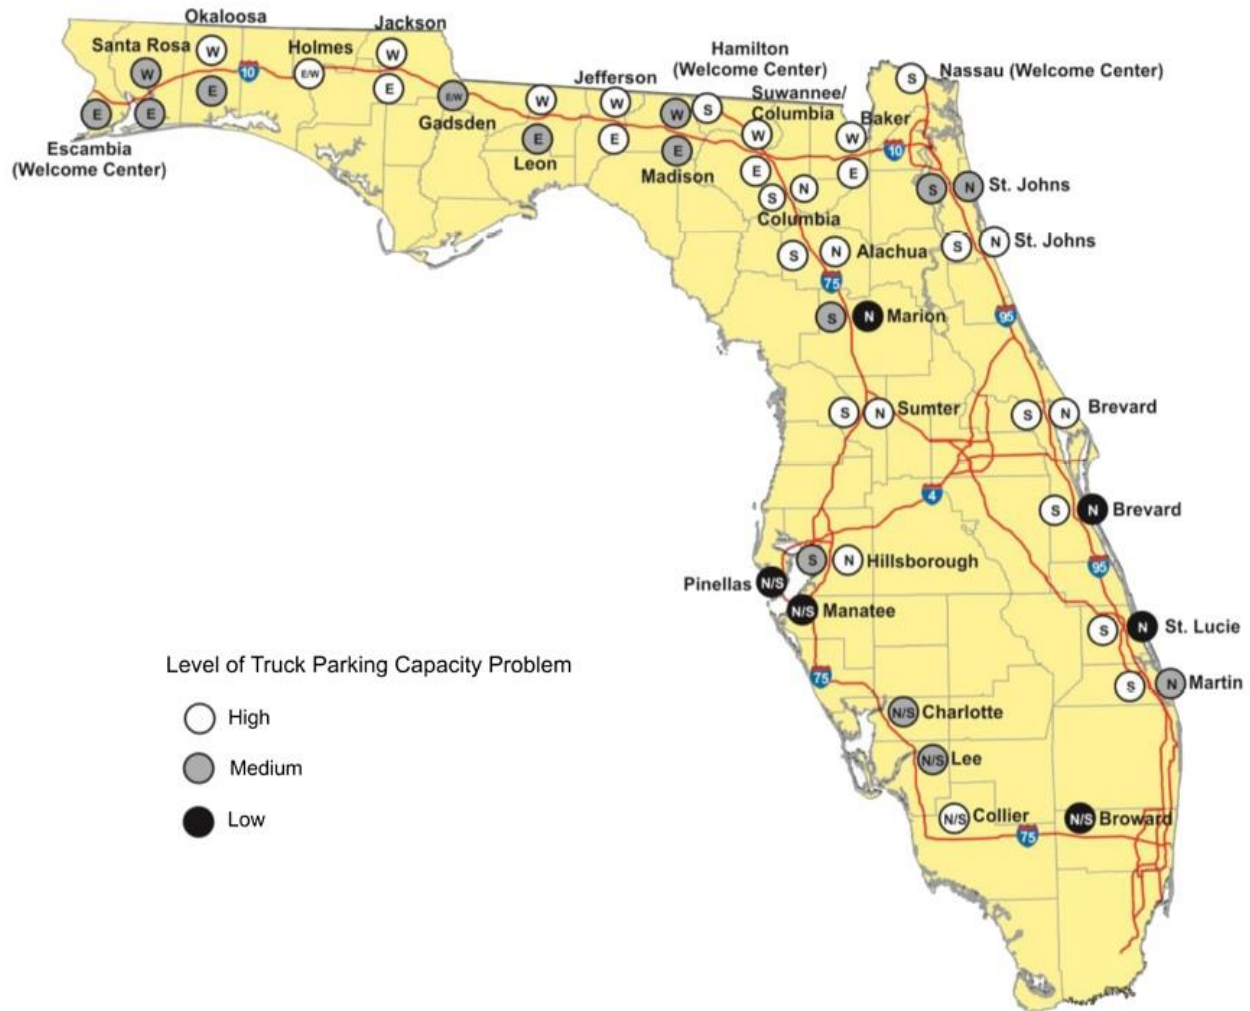 Okaloosa
Jackson
Santa Rosa
W
Holmes
W
Hamilton
(Welcome Center)
S
Nassau (Welcome Center)
W
10
E/W
Jefferson
E
E
E/W
W
W
W
S
Suwannee/
Columbia
Baker
E
E
Gadsden
W
W
10
Escambia
(Welcome Center)
E
Leon
E
E
Madison
E
E
S
N
St. Johns
S
N
Columbia
S
N
St. Johns
S
N
Alachua
75
S
N
Marion
95
S
N
Sumter
S
N
Brevard
4
S
N
Brevard
S
N
Hillsborough
95
Pinellas
N/S
N/S
Manatee
S
N
St. Lucie
Level of Truck Parking Capacity Problem
75
S
N
Martin
High
N/S
Charlotte
Medium
N/S
Lee
Low
N/S
Collier
75
N/S
Broward